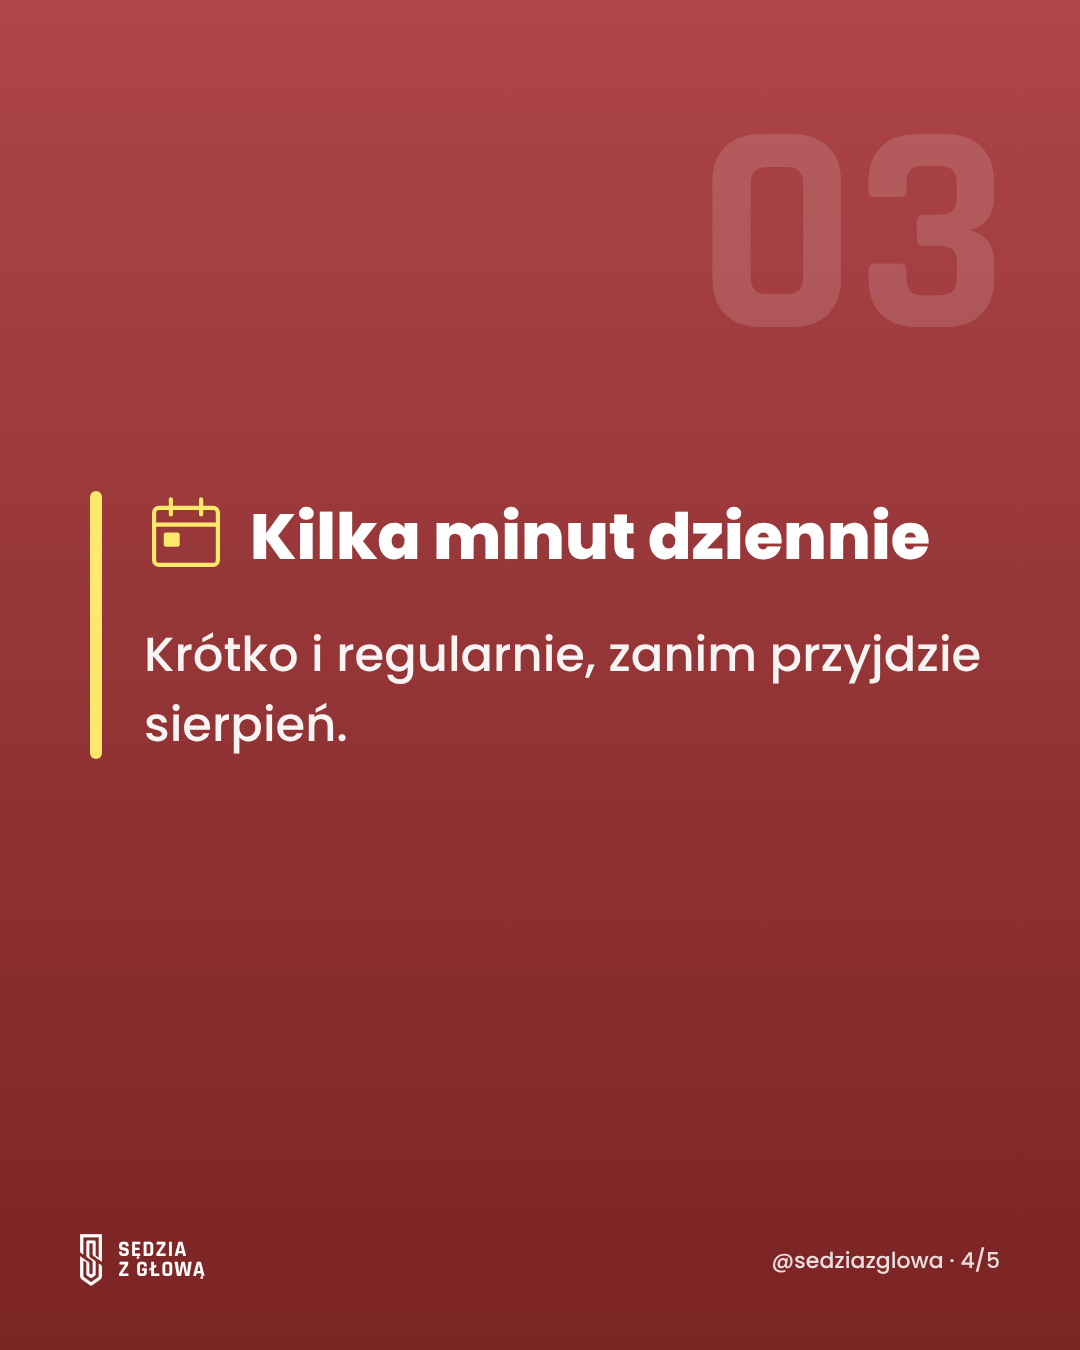 03
Kilka minut dziennie
Krótko i regularnie, zanim przyjdzie
sierpień.
SĘDZIA
Z GŁOWĄ
@sedziazglowa · 4/5